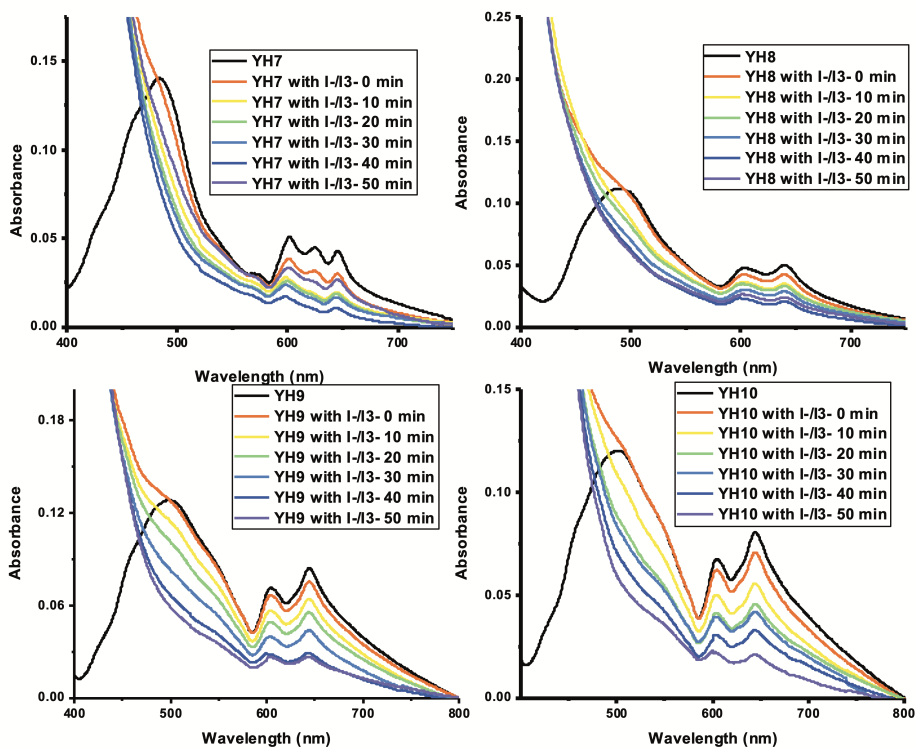 0.15
0.10
0.05
0.00
Absorbance
YH7
YH7 with I-/I3- 0 min
YH7 with I-/I3- 10 min
YH7 with I-/I3- 20 min
YH7 with I-/I3- 30 min
YH7 with I-/I3- 40 min
YH7 with I-/I3- 50 min
400 500 600 700
Wavelength (nm)
0.25
0.20
0.15
0.10
0.05
0.00
Absorbance
YH8
YH8 with I-/I3- 0 min
YH8 with I-/I3- 10 min
YH8 with I-/I3- 20 min
YH8 with I-/I3- 30 min
YH8 with I-/I3- 40 min
YH8 with I-/I3- 50 min
400 500 600 700
Wavelength (nm)
0.18
0.12
0.06
0.00
Absorbance
YH9
YH9 with I-/I3- 0 min
YH9 with I-/I3- 10 min
YH9 with I-/I3- 20 min
YH9 with I-/I3- 30 min
YH9 with I-/I3- 40 min
YH9 with I-/I3- 50 min
400 500 600 700 800
Wavelength (nm)
0.15
0.10
0.05
0.00
Absorbance
YH10
YH10 with I-/I3- 0 min
YH10 with I-/I3- 10 min
YH10 with I-/I3- 20 min
YH10 with I-/I3- 30 min
YH10 with I-/I3- 40 min
YH10 with I-/I3- 50 min
500 600 700 800
Wavelength (nm)